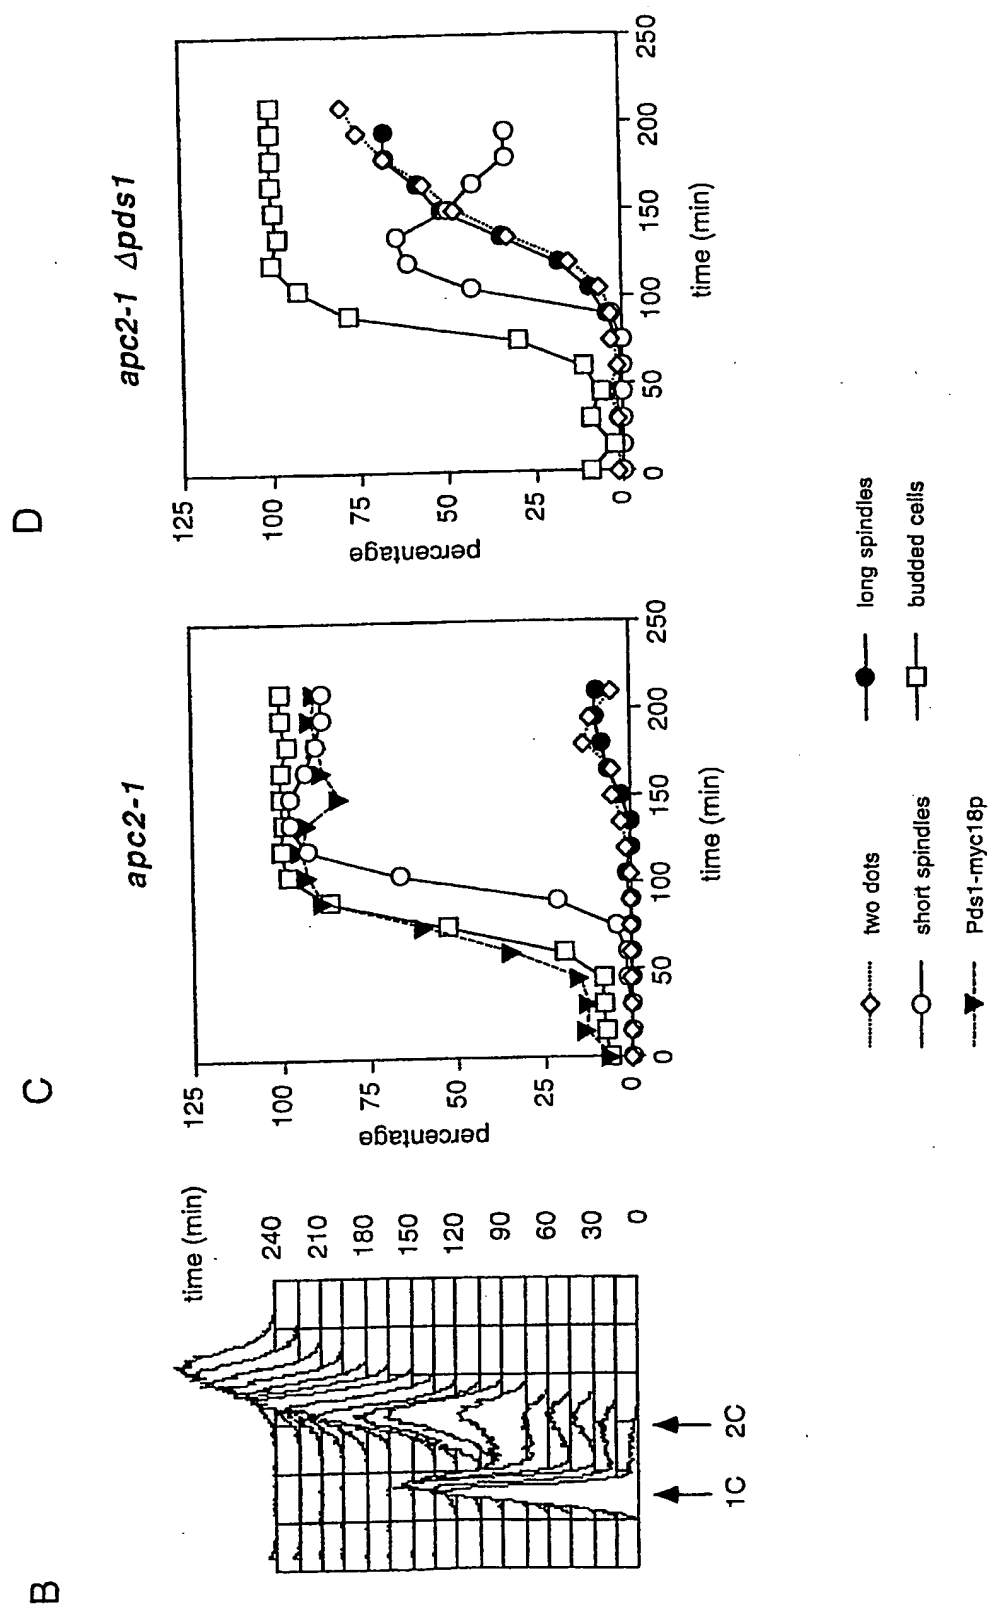 B
time (min)
240
210
180
150
120
90
60
30
0
1C
2C
C
apc2-1
percentage
125
100
75
50
25
0
0
50
100
150
200
250
time (min)
D
apc2-1 Δpds1
percentage
125
100
75
50
25
0
0
50
100
150
200
250
time (min)
two dots
long spindles
short spindles
budded cells
Pds1-myc18p